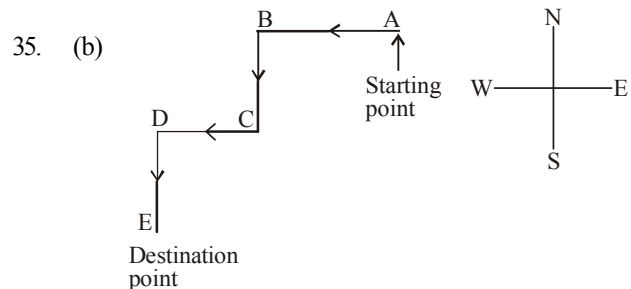 35. (b)
B A
N
Starting
point
W E
S
D C
E
Destination
point